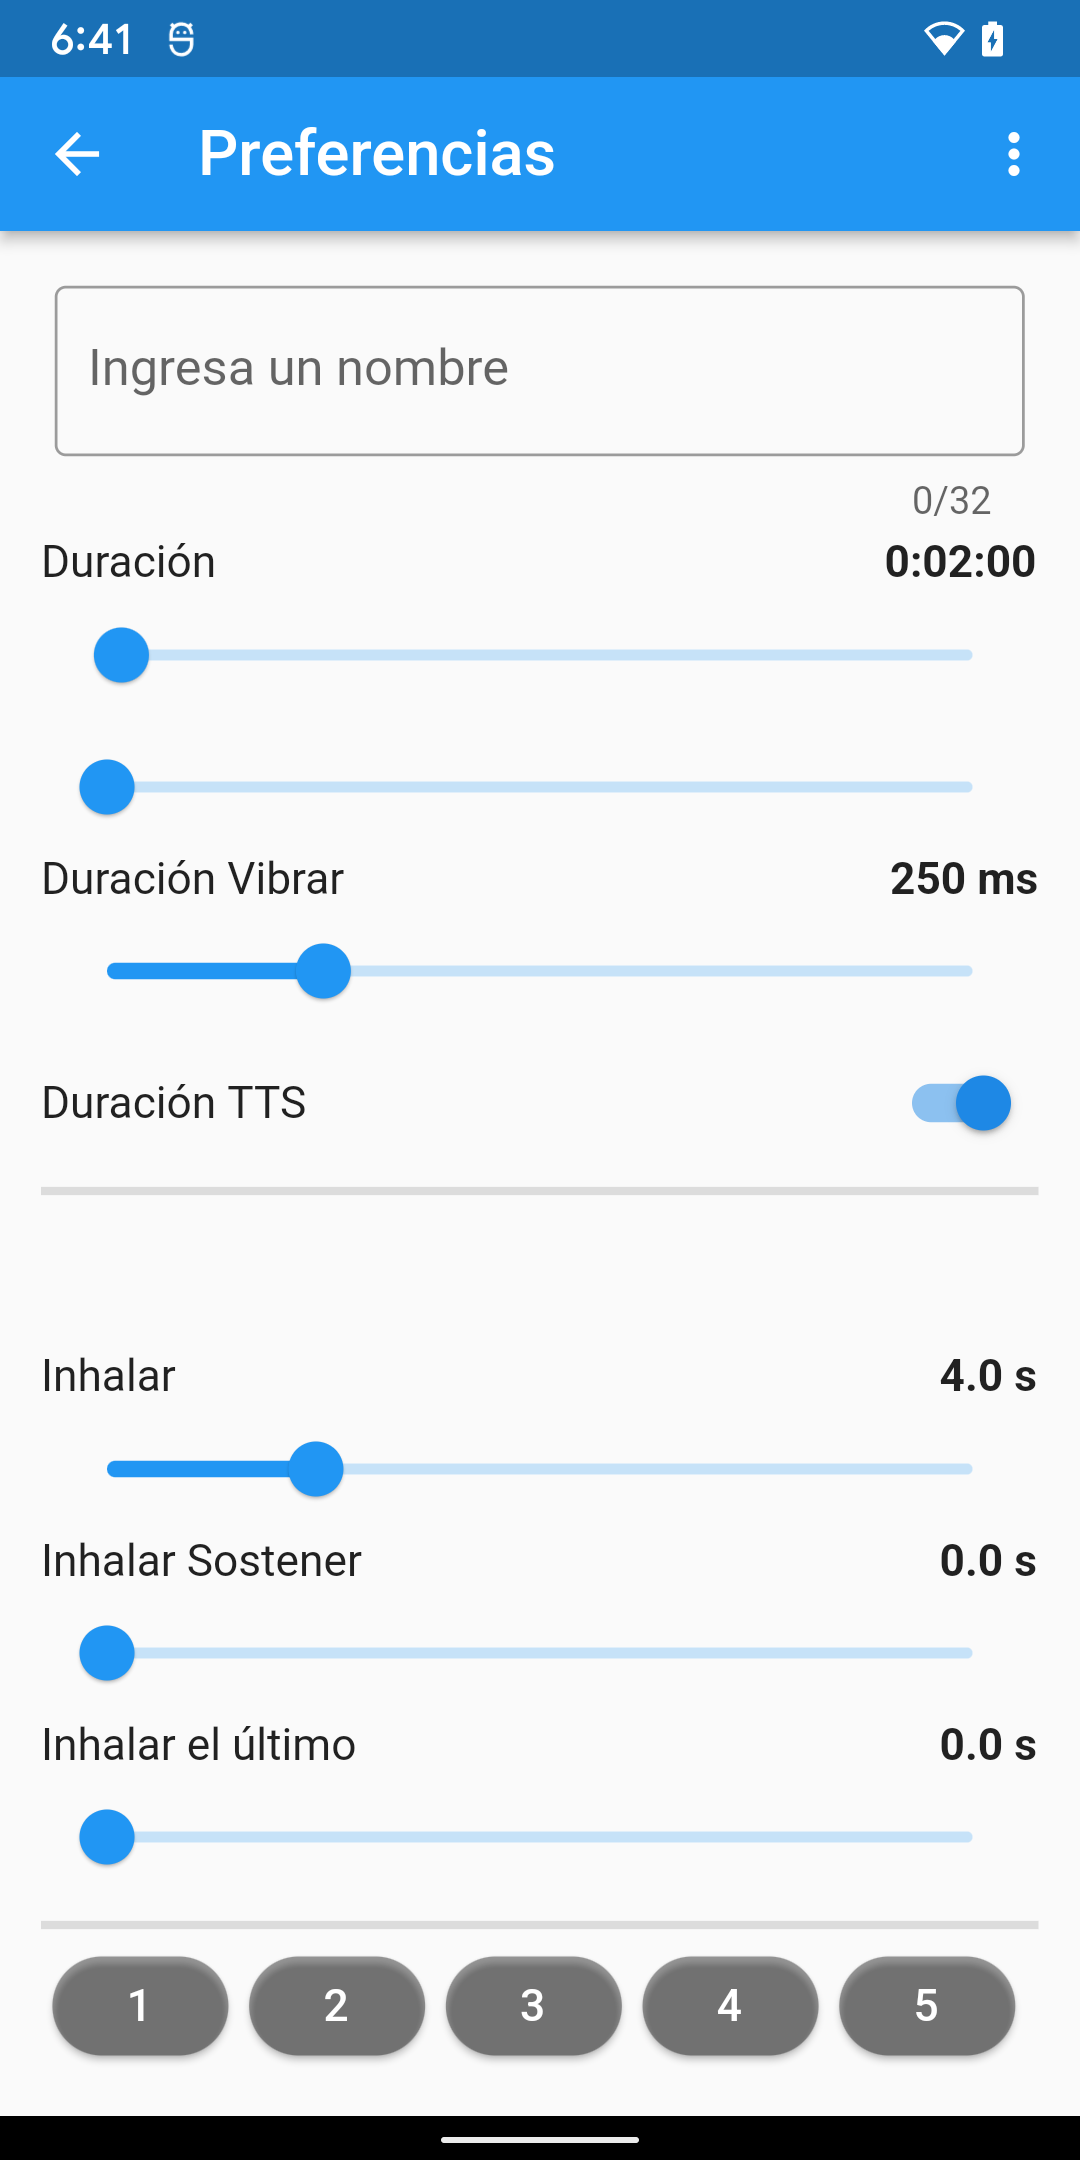 6:41
Preferencias
Ingresa un nombre
0/32
Duración 0:02:00
Duración Vibrar 250 ms
Duración TTS
Inhalar 4.0 s
Inhalar Sostener 0.0 s
Inhalar el último 0.0 s
1 2 3 4 5